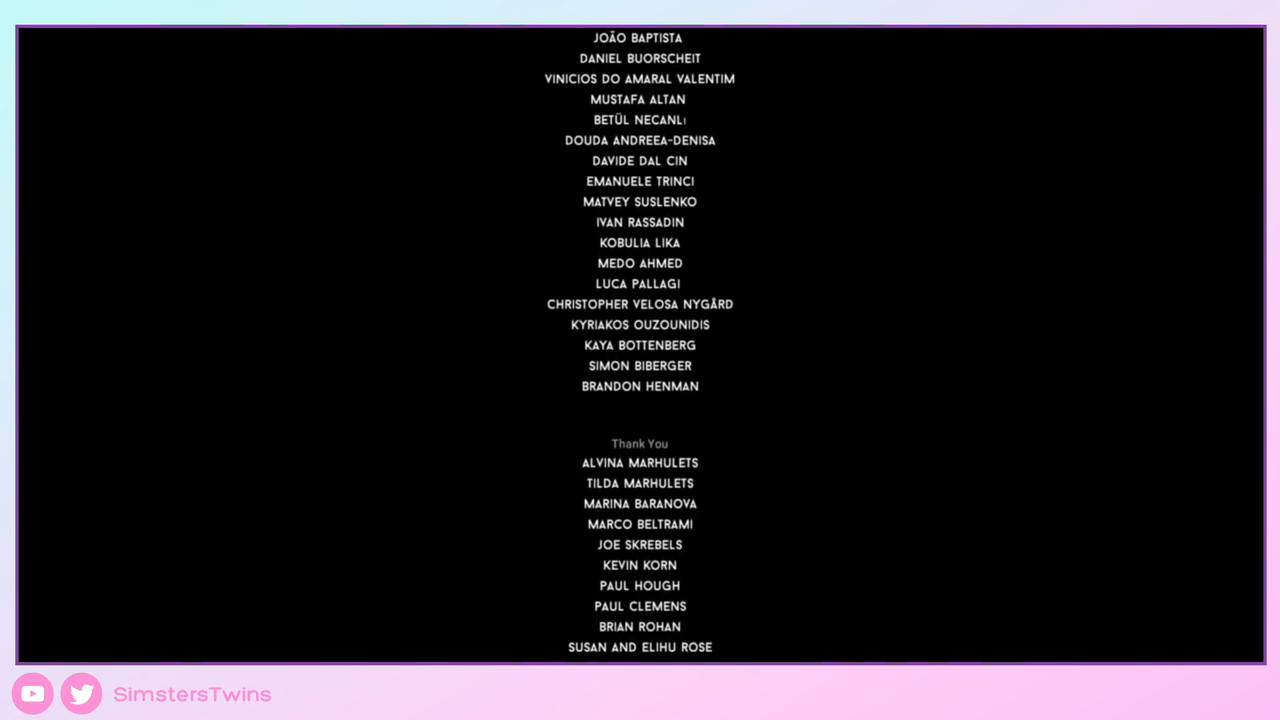 JOÃO BAPTISTA
DANIEL BUORSCHEIT
VINICIOS DO AMARAL VALENTIM
MUSTAFA ALTAN
BETÜL NECANLı
DOUDA ANDREEA-DENISA
DAVIDE DAL CIN
EMANUELE TRINCI
MATVEY SUSLENKO
IVAN RASSADIN
KOBULIA LIKA
MEDO AHMED
LUCA PALLAGI
CHRISTOPHER VELOSA NYGÅRD
KYRIAKOS OUZOUNIDIS
KAYA BOTTENBERG
SIMON BIBERGER
BRANDON HENMAN
Thank You
ALVINA MARHULETS
TILDA MARHULETS
MARINA BARANOVA
MARCO BELTRAMI
JOE SKREBELS
KEVIN KORN
PAUL HOUGH
PAUL CLEMENS
BRIAN ROHAN
SUSAN AND ELIHU ROSE
SimstersTwins